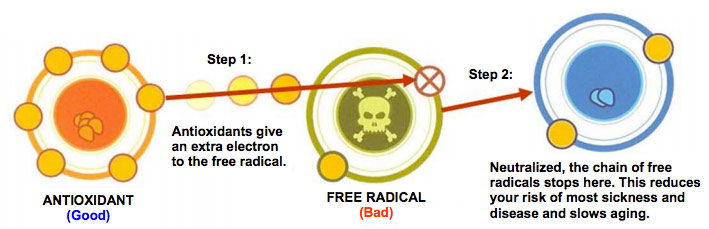 Step 1:
Antioxidants give
an extra electron
to the free radical.
ANTIOXIDANT
(Good)
FREE RADICAL
(Bad)
Step 2:
Neutralized, the chain of free
radicals stops here. This reduces
your risk of most sickness and
disease and slows aging.